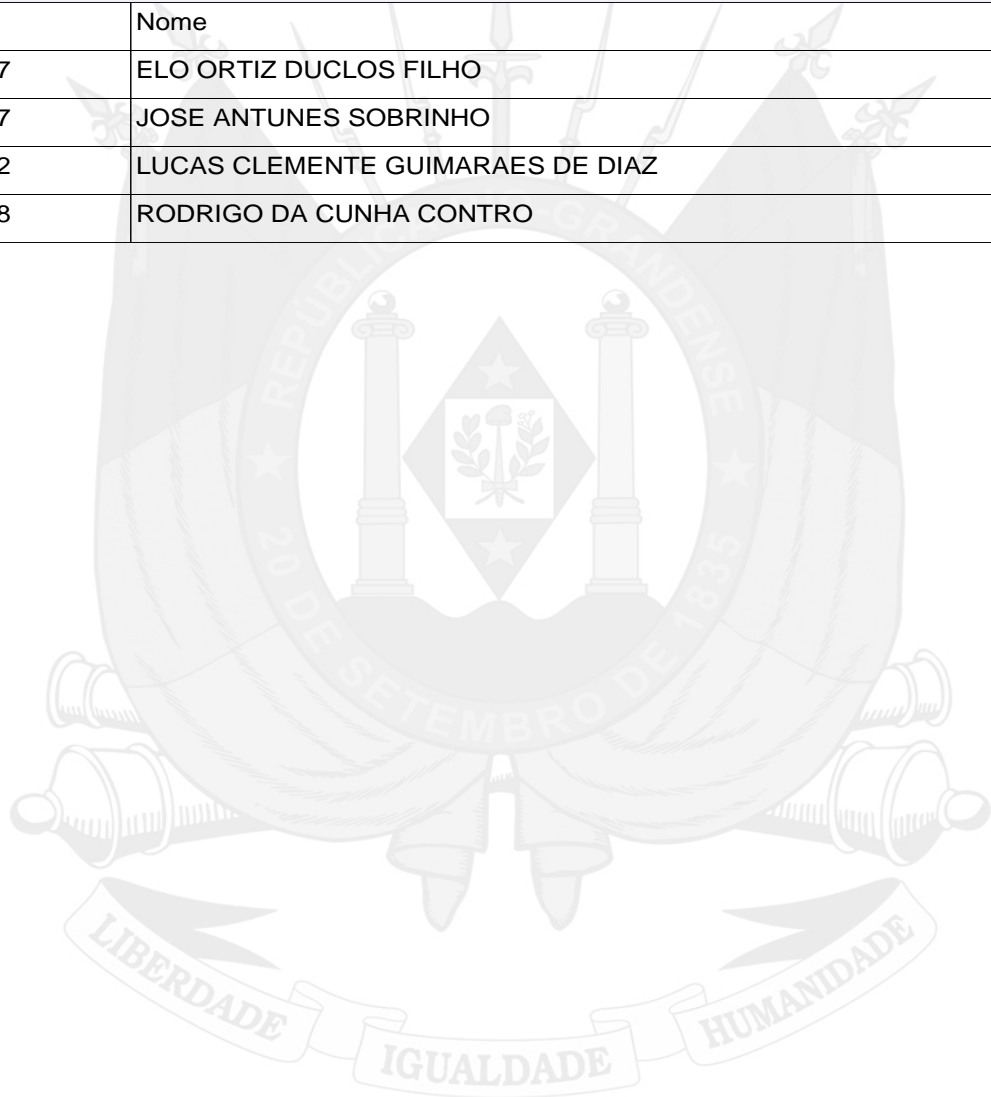 Nome
7 ELO ORTIZ DUCLOS FILHO
7 JOSE ANTUNES SOBRINHO
2 LUCAS CLEMENTE GUIMARAES DE DIAZ
8 RODRIGO DA CUNHA CONTRO
REPÚBLICA RIO-GRANDENSE
20 DE SETEMBRO DE 1835
LIBERDADE IGUALDADE HUMANIDADE